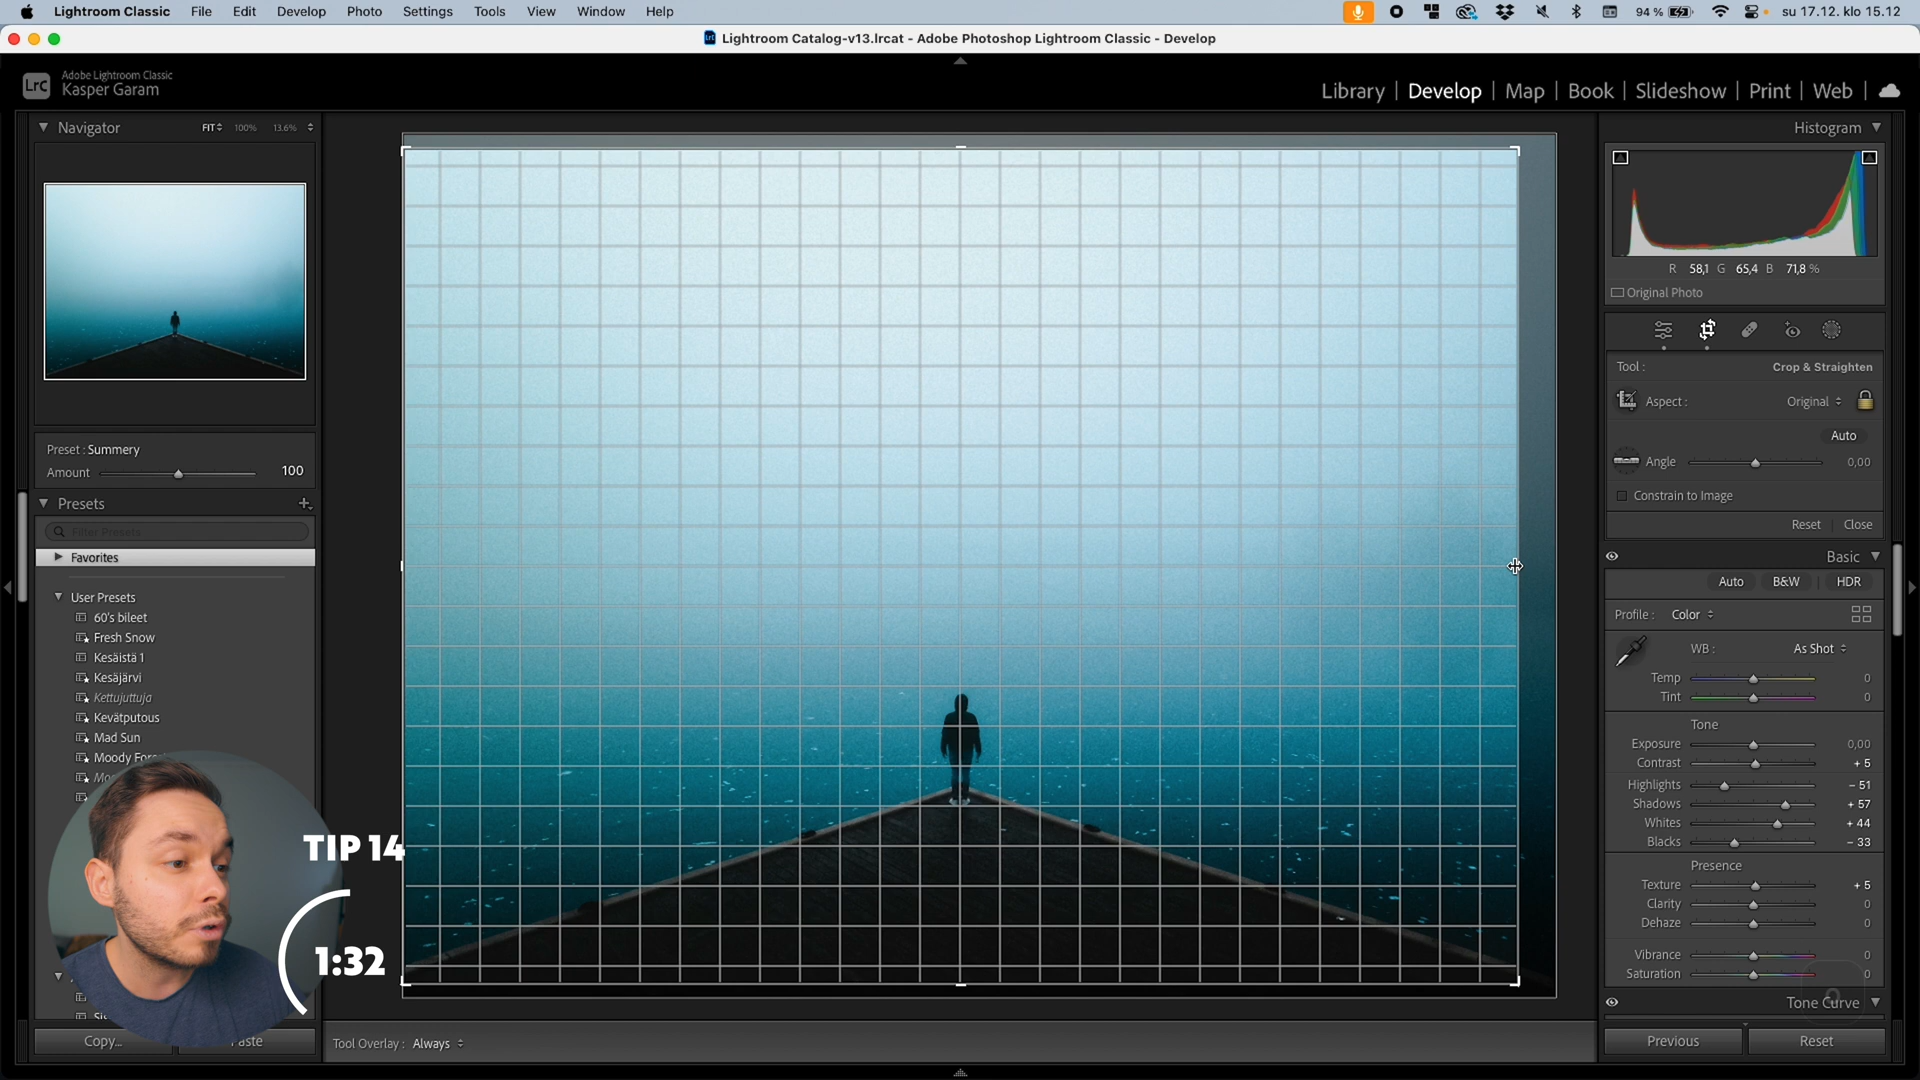 Lightroom Classic File Edit Develop Photo Settings Tools View Window Help 94 % su 17.12. klo 15.12
Lightroom Catalog-v13.lrcat - Adobe Photoshop Lightroom Classic - Develop
LrC Adobe Lightroom Classic
Kasper Garam
Library | Develop | Map | Book | Slideshow | Print | Web |
Navigator FIT 100% 13.6%
Preset : Summery
Amount 100
Presets
Filter Presets
Favorites
User Presets
60's bileet
Fresh Snow
Kesäistä 1
Kesäjärvi
Kettujuttuja
Kevätputous
Mad Sun
Moody
TIP 14
1:32
Copy...
Tool Overlay : Always
Histogram
R 58,1 G 65,4 B 71,8 %
Original Photo
Tool : Crop & Straighten
Aspect : Original
Auto
Angle 0,00
Constrain to Image
Reset Close
Basic
Auto B&W HDR
Profile : Color
WB : As Shot
Temp 0
Tint 0
Tone
Exposure 0,00
Contrast + 5
Highlights − 51
Shadows + 57
Whites + 44
Blacks − 33
Presence
Texture + 5
Clarity 0
Dehaze 0
Vibrance 0
Saturation 0
Tone Curve
Previous Reset